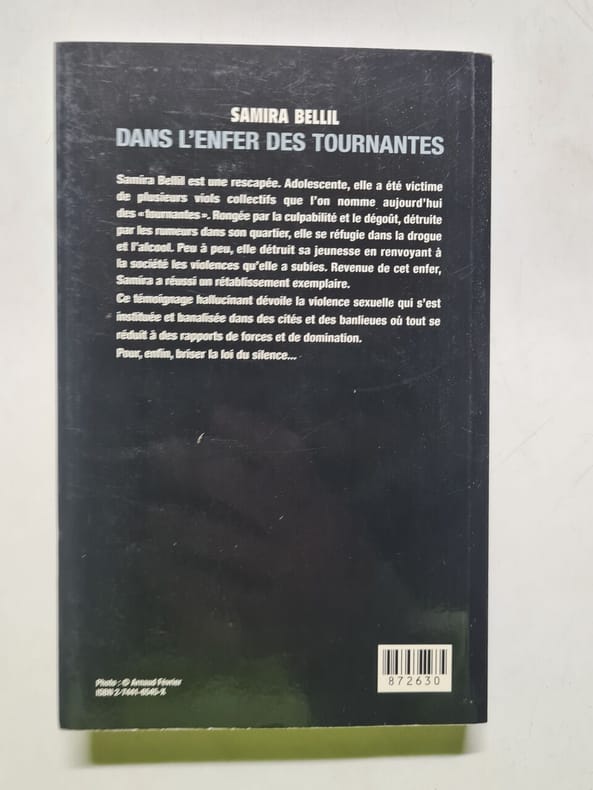 SAMIRA BELLIL
DANS L'ENFER DES TOURNANTES
Samira Bellil est une rescapée. Adolescente, elle a été victime
de plusieurs viols collectifs que l'on nomme aujourd'hui
des «tournantes». Rongée par la culpabilité et le dégoût, détruite
par les rumeurs dans son quartier, elle se réfugie dans la drogue
et l'alcool. Peu à peu, elle détruit sa jeunesse en renvoyant à
la société les violences qu'elle a subies. Revenue de cet enfer,
Samira a réussi un rétablissement exemplaire.
Ce témoignage hallucinant dévoile la violence sexuelle qui s'est
instituée et banalisée dans des cités et des banlieues où tout se
réduit à des rapports de forces et de domination.
Pour, enfin, briser la loi du silence...
Photo : © Arnaud Février
ISBN 2-7441-6545-X
872630